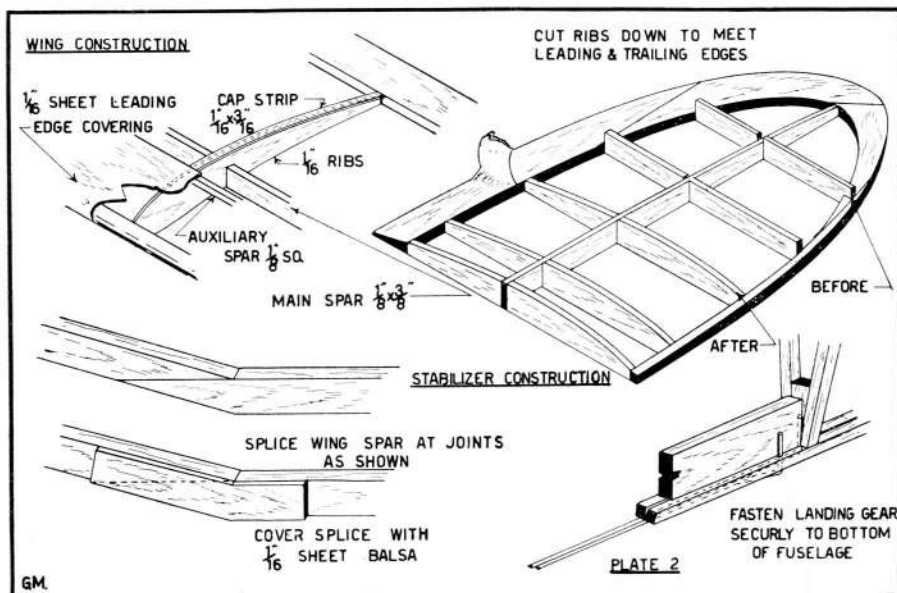 WING CONSTRUCTION
CUT RIBS DOWN TO MEET
LEADING & TRAILING EDGES
1/16" SHEET LEADING
EDGE COVERING
CAP STRIP
1/16" x 3/16"
1/16" RIBS
AUXILIARY
SPAR 1/8" SQ.
MAIN SPAR 1/8" x 3/8"
BEFORE
AFTER
STABILIZER CONSTRUCTION
SPLICE WING SPAR AT JOINTS
AS SHOWN
COVER SPLICE WITH
1/16" SHEET BALSA
FASTEN LANDING GEAR
SECURLY TO BOTTOM
OF FUSELAGE
PLATE 2
G.M.